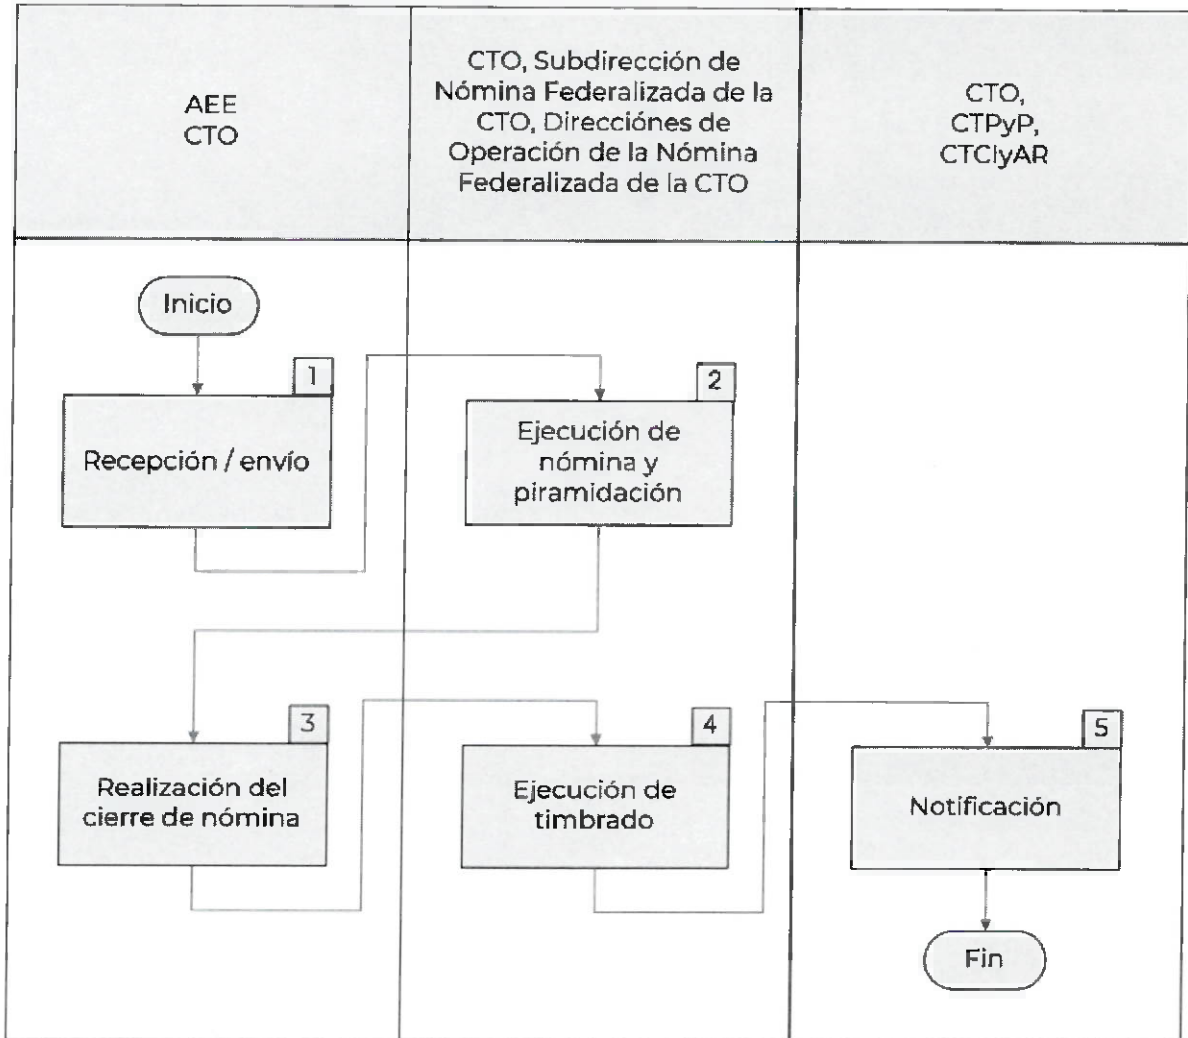 AEE
CTO
CTO, Subdirección de
Nómina Federalizada de la
CTO, Direcciónes de
Operación de la Nómina
Federalizada de la CTO
CTO,
CTPyP,
CTCIyAR
Inicio
1
Recepción / envío
2
Ejecución de
nómina y
piramidación
3
Realización del
cierre de nómina
4
Ejecución de
timbrado
5
Notificación
Fin